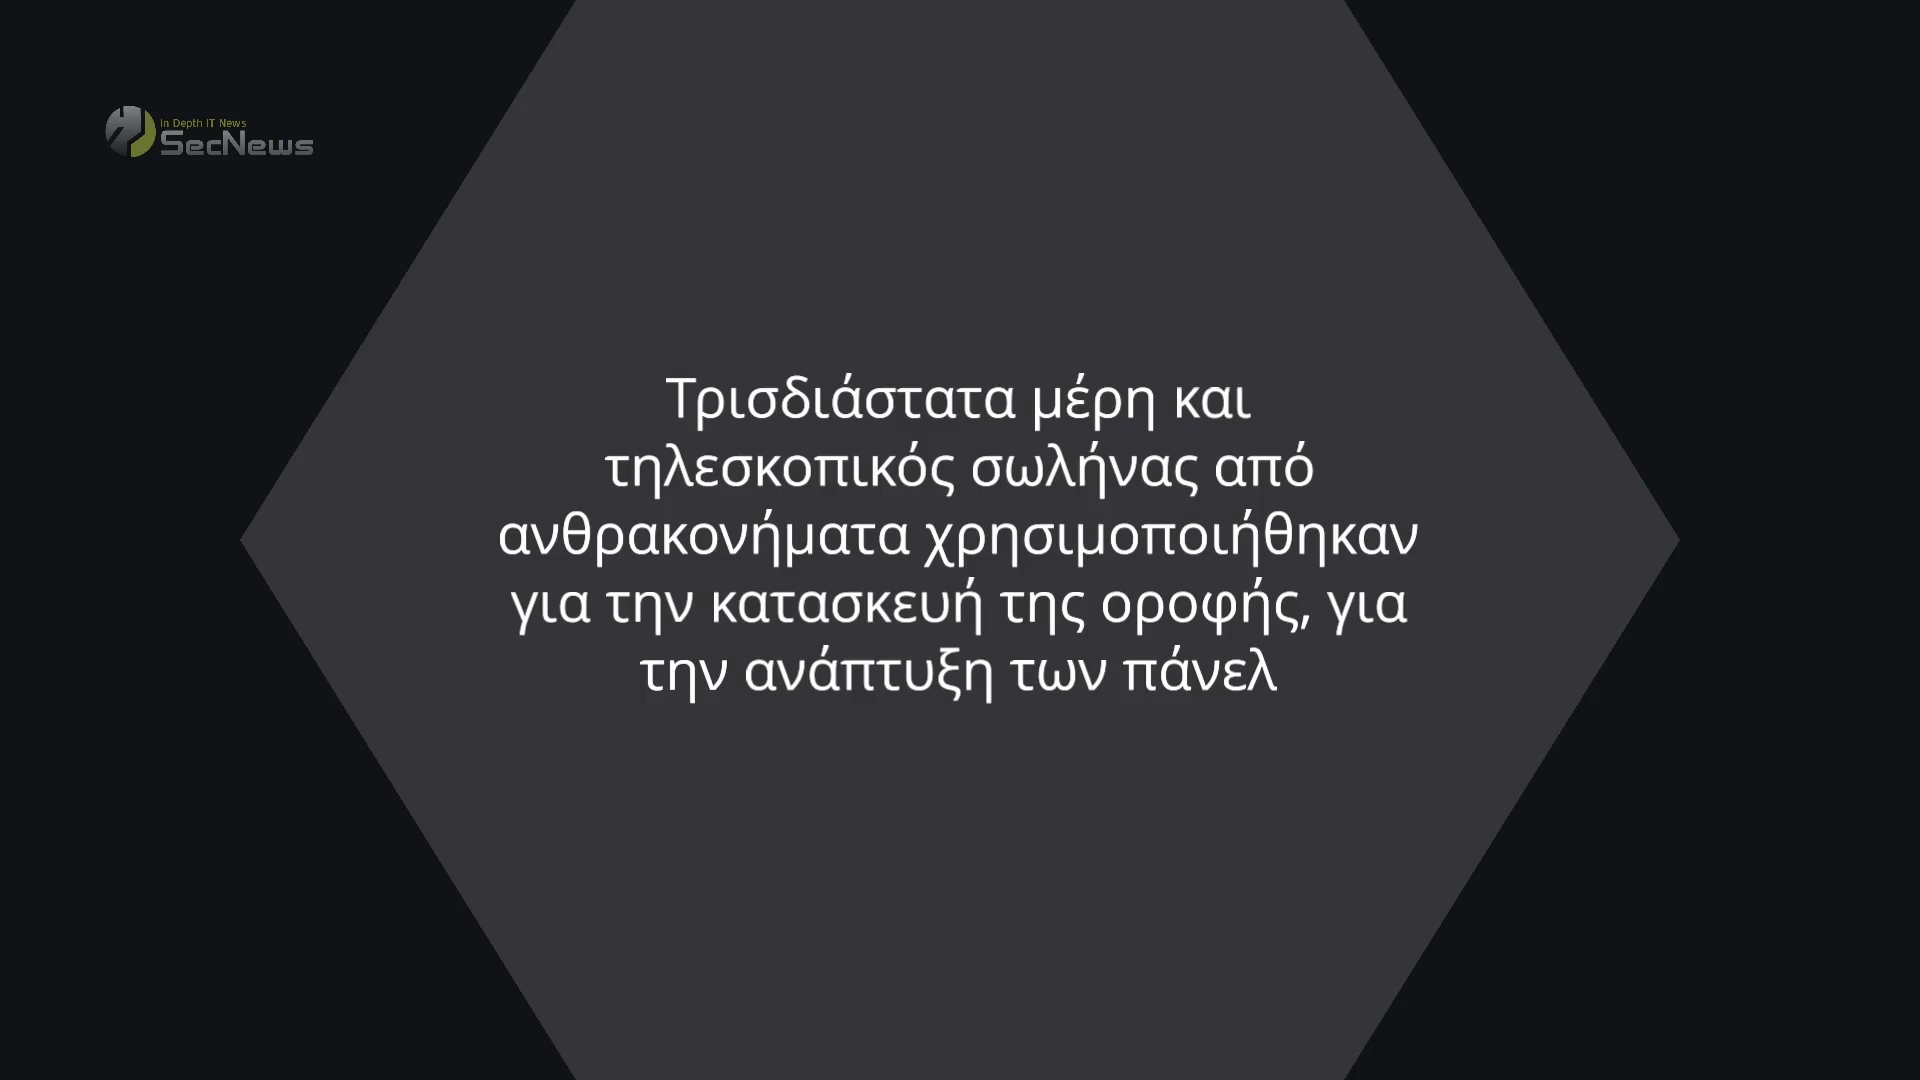 In Depth IT News
SecNews
Τρισδιάστατα μέρη και
τηλεσκοπικός σωλήνας από
ανθρακονήματα χρησιμοποιήθηκαν
για την κατασκευή της οροφής, για
την ανάπτυξη των πάνελ